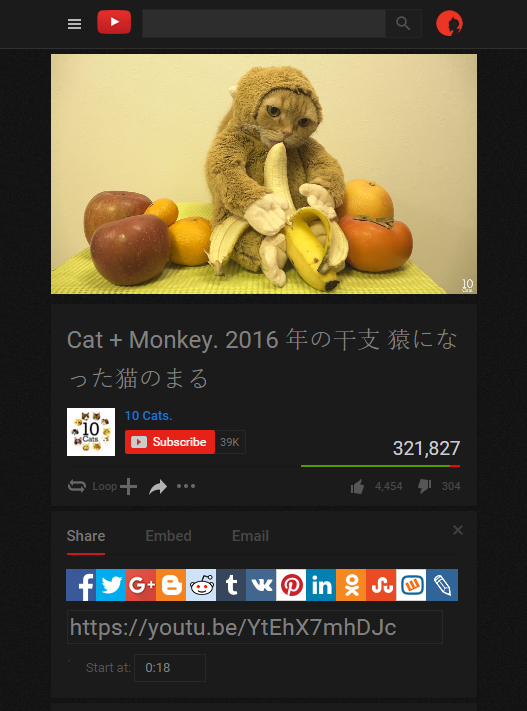 10
Cats.
Cat + Monkey. 2016 年の干支 猿にな
った猫のまる
10
Cats.
10 Cats.
Subscribe 39K
321,827
Loop 4,454 304
Share Embed Email
https://youtu.be/YtEhX7mhDJc
Start at: 0:18